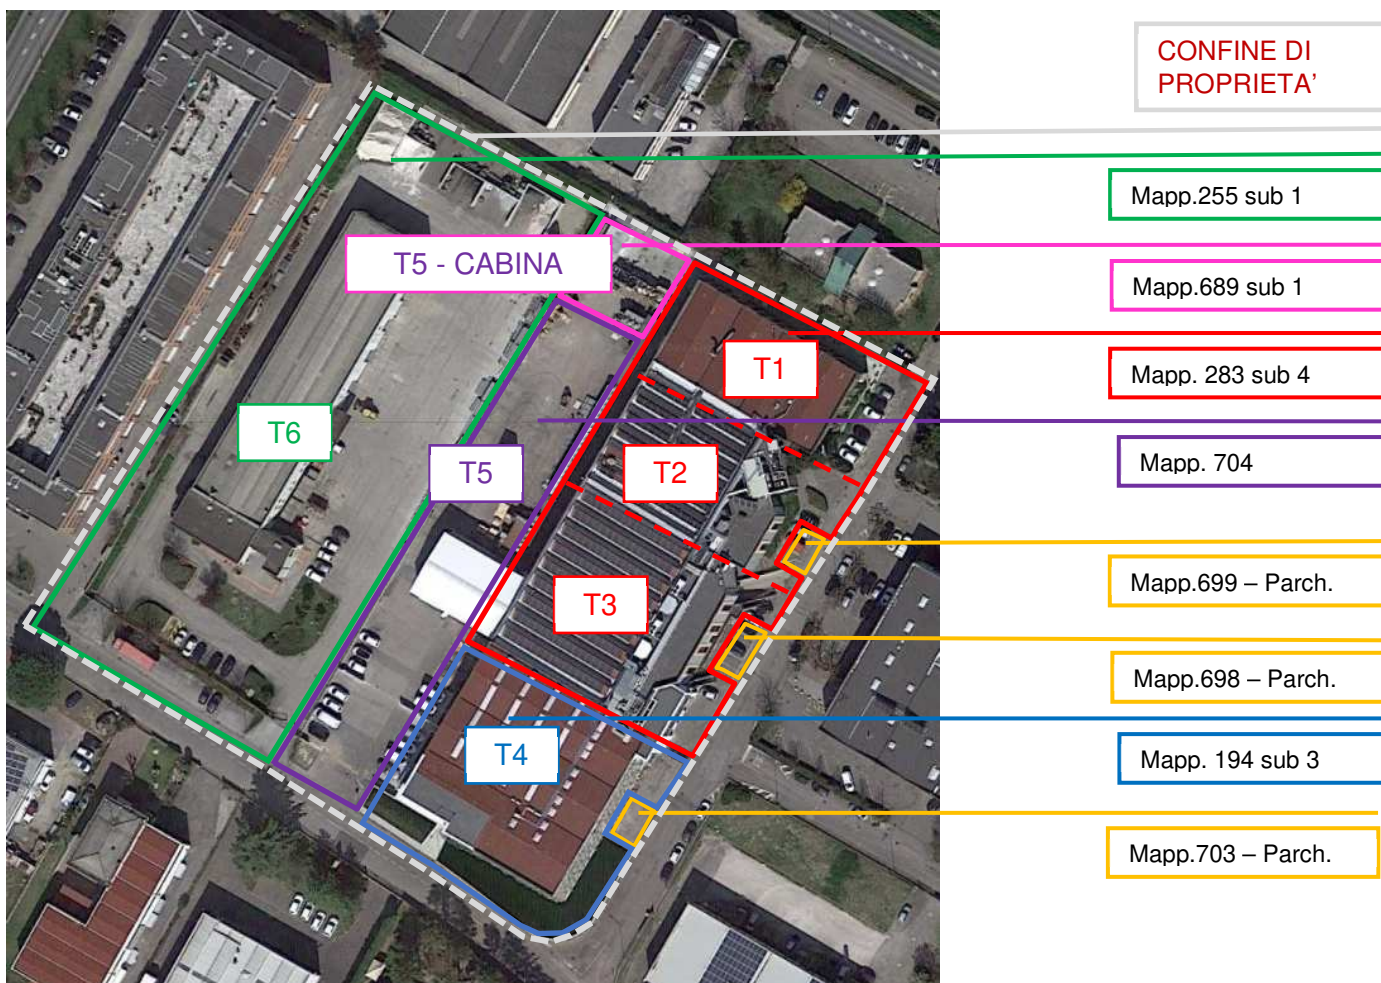 CONFINE DI
PROPRIETA’
Mapp.255 sub 1
T5 - CABINA
Mapp.689 sub 1
T1
Mapp. 283 sub 4
T6
T2
T5
Mapp. 704
T3
Mapp.699 – Parch.
Mapp.698 – Parch.
T4
Mapp. 194 sub 3
Mapp.703 – Parch.